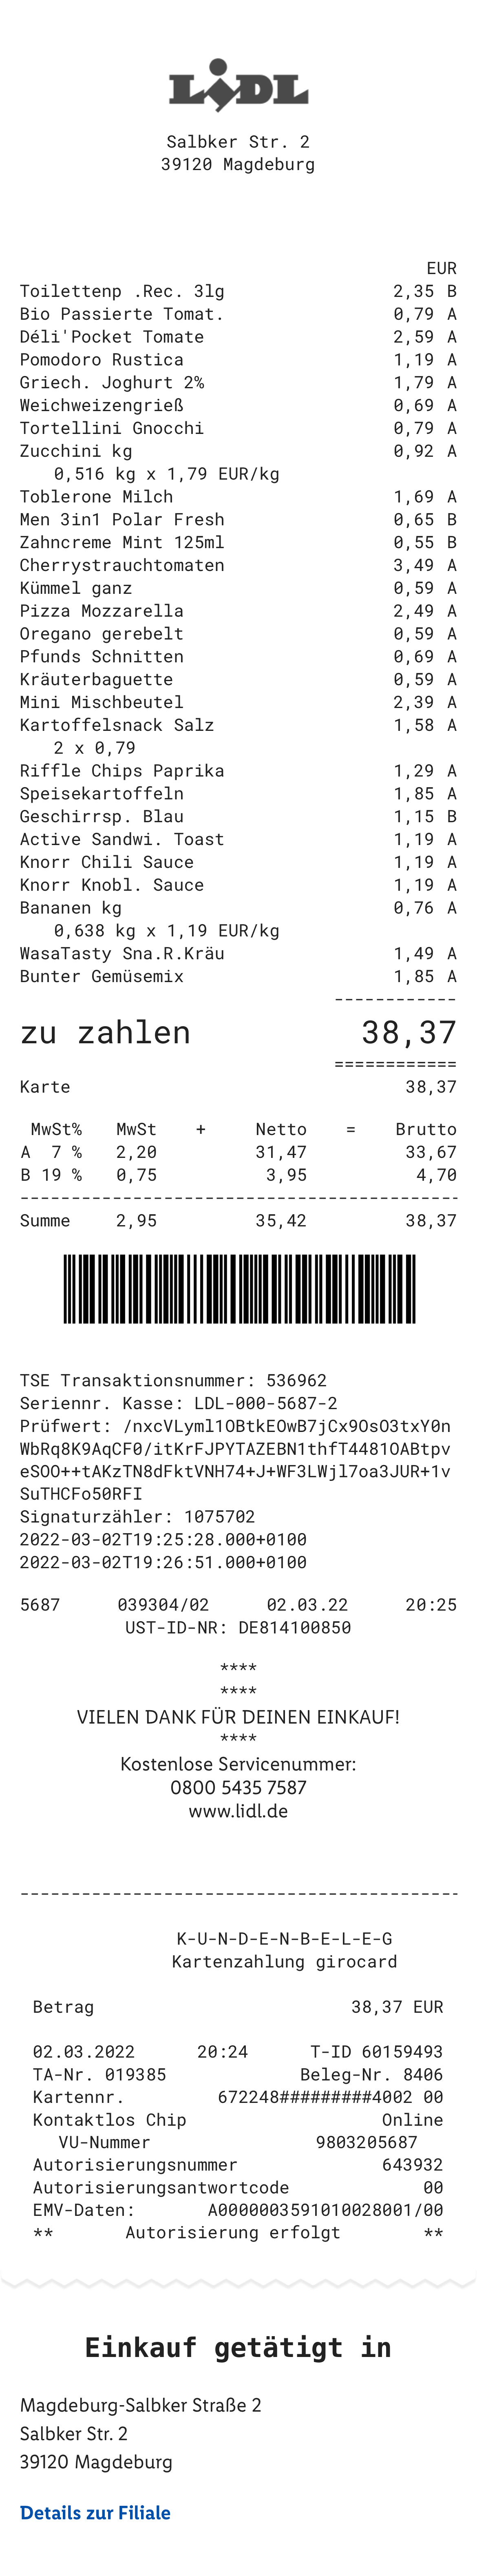 LIDL
Salbker Str. 2
39120 Magdeburg
EUR
Toilettenp .Rec. 3lg 2,35 B
Bio Passierte Tomat. 0,79 A
Déli'Pocket Tomate 2,59 A
Pomodoro Rustica 1,19 A
Griech. Joghurt 2% 1,79 A
Weichweizengrieß 0,69 A
Tortellini Gnocchi 0,79 A
Zucchini kg 0,92 A
0,516 kg x 1,79 EUR/kg
Toblerone Milch 1,69 A
Men 3in1 Polar Fresh 0,65 B
Zahncreme Mint 125ml 0,55 B
Cherrystrauchtomaten 3,49 A
Kümmel ganz 0,59 A
Pizza Mozzarella 2,49 A
Oregano gerebelt 0,59 A
Pfunds Schnitten 0,69 A
Kräuterbaguette 0,59 A
Mini Mischbeutel 2,39 A
Kartoffelsnack Salz 1,58 A
2 x 0,79
Riffle Chips Paprika 1,29 A
Speisekartoffeln 1,85 A
Geschirrsp. Blau 1,15 B
Active Sandwi. Toast 1,19 A
Knorr Chili Sauce 1,19 A
Knorr Knobl. Sauce 1,19 A
Bananen kg 0,76 A
0,638 kg x 1,19 EUR/kg
WasaTasty Sna.R.Kräu 1,49 A
Bunter Gemüsemix 1,85 A
------------
zu zahlen 38,37
============
Karte 38,37
MwSt% MwSt + Netto = Brutto
A 7 % 2,20 31,47 33,67
B 19 % 0,75 3,95 4,70
-------------------------------------------
Summe 2,95 35,42 38,37
TSE Transaktionsnummer: 536962
Seriennr. Kasse: LDL-000-5687-2
Prüfwert: /nxcVLyml1OBtkEOwB7jCx9OsO3txY0n
WbRq8K9AqCF0/itKrFJPYTAZEBN1thfT4481OABtpv
eSOO++tAKzTN8dFktVNH74+J+WF3LWjl7oa3JUR+1v
SuTHCFo50RFI
Signaturzähler: 1075702
2022-03-02T19:25:28.000+0100
2022-03-02T19:26:51.000+0100
5687 039304/02 02.03.22 20:25
UST-ID-NR: DE814100850
****
****
VIELEN DANK FÜR DEINEN EINKAUF!
****
Kostenlose Servicenummer:
0800 5435 7587
www.lidl.de
-------------------------------------------
K-U-N-D-E-N-B-E-L-E-G
Kartenzahlung girocard
Betrag 38,37 EUR
02.03.2022 20:24 T-ID 60159493
TA-Nr. 019385 Beleg-Nr. 8406
Kartennr. 672248#########4002 00
Kontaktlos Chip Online
VU-Nummer 9803205687
Autorisierungsnummer 643932
Autorisierungsantwortcode 00
EMV-Daten: A0000003591010028001/00
** Autorisierung erfolgt **
Einkauf getätigt in
Magdeburg-Salbker Straße 2
Salbker Str. 2
39120 Magdeburg
Details zur Filiale